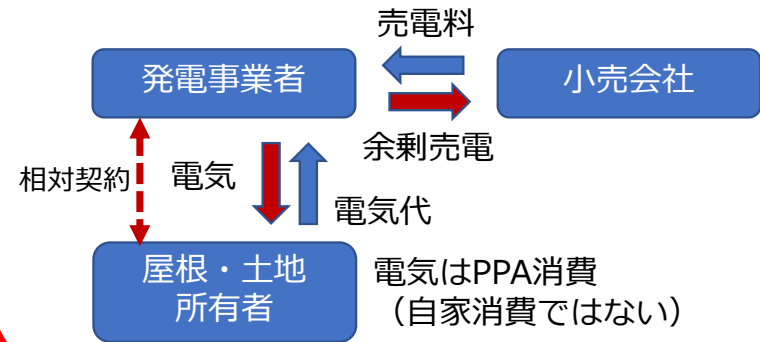 売電料
発電事業者
小売会社
余剰売電
相対契約
電気
電気代
屋根・土地
所有者
電気はPPA消費
（自家消費ではない）